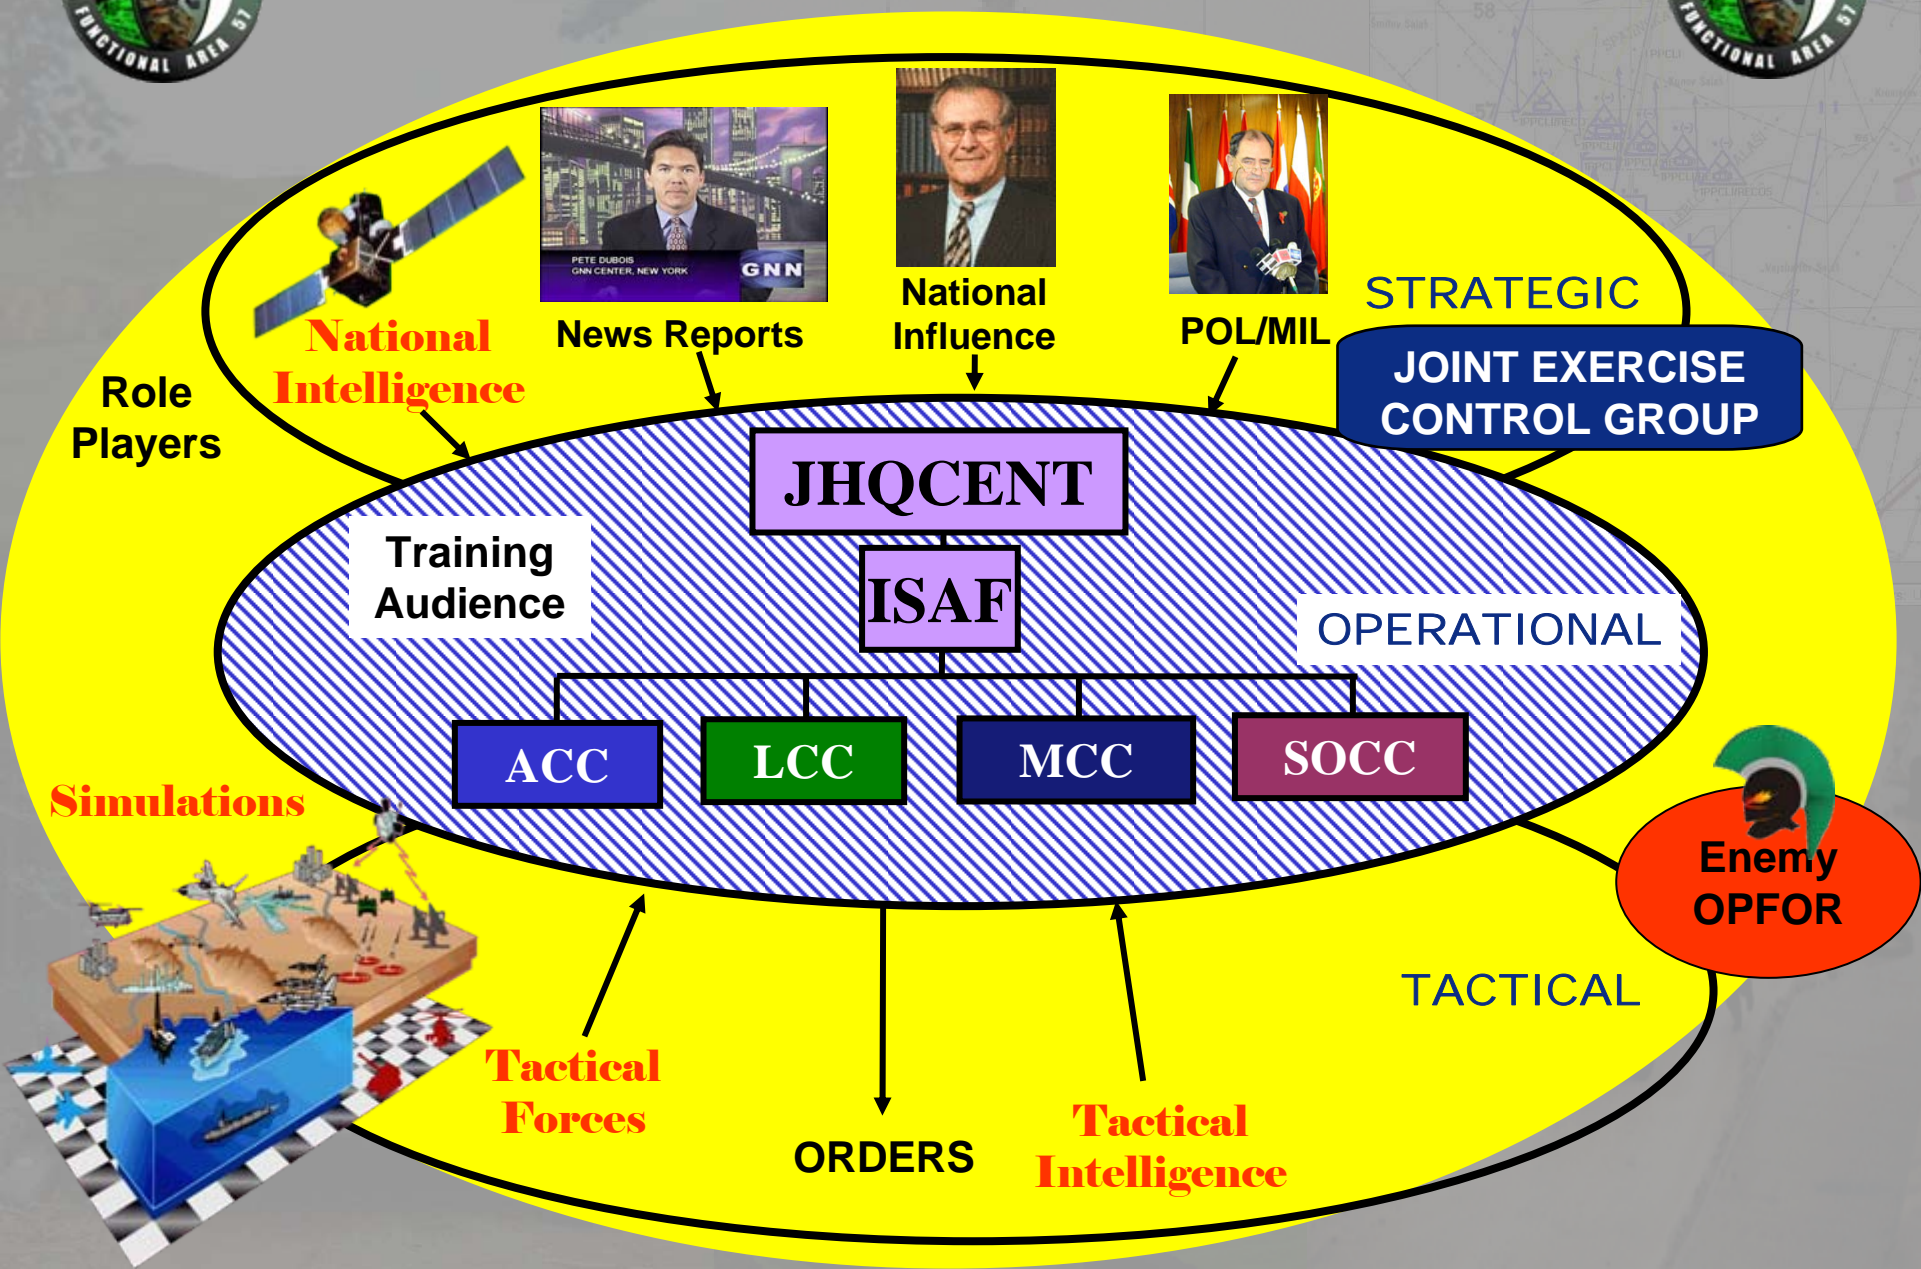 FUNCTIONAL AREA 57
FUNCTIONAL AREA 57
PETE DUBOIS
GNN CENTER, NEW YORK
GNN
National
Intelligence
News Reports
National
Influence
POL/MIL
STRATEGIC
JOINT EXERCISE
CONTROL GROUP
Role
Players
JHQCENT
Training
Audience
ISAF
OPERATIONAL
ACC
LCC
MCC
SOCC
Simulations
Enemy
OPFOR
TACTICAL
Tactical
Forces
ORDERS
Tactical
Intelligence
58
57